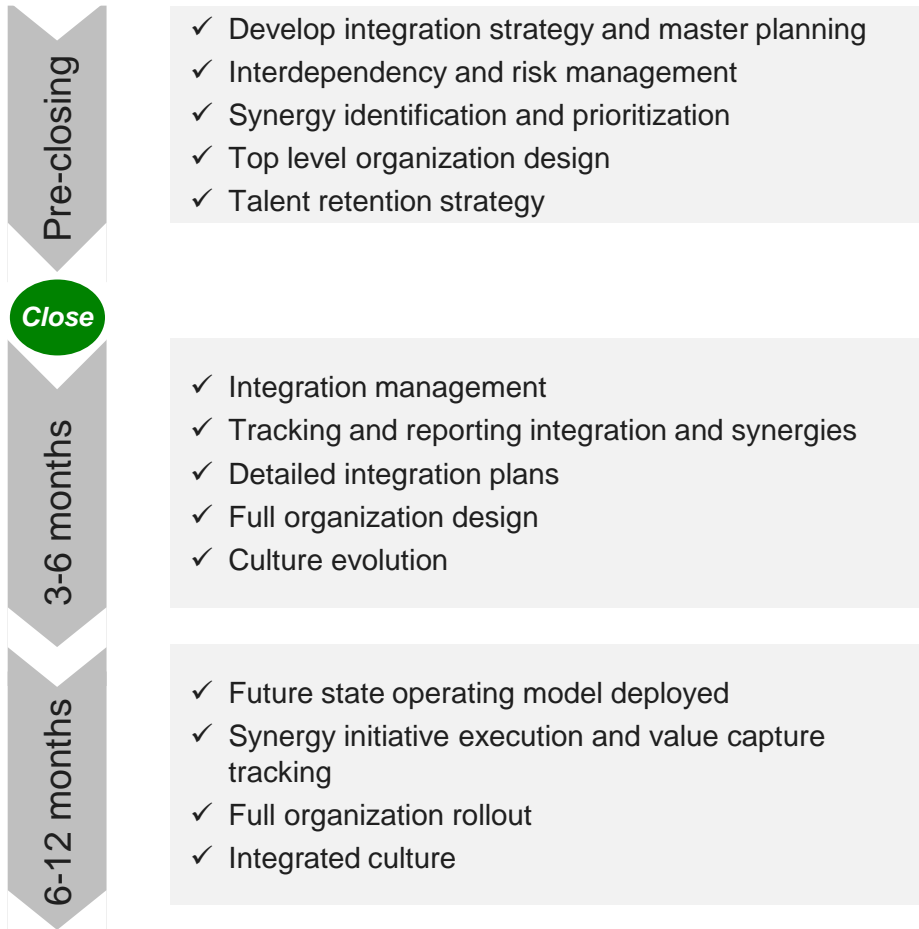 Pre-closing
✓ Develop integration strategy and master planning
✓ Interdependency and risk management
✓ Synergy identification and prioritization
✓ Top level organization design
✓ Talent retention strategy
Close
3-6 months
✓ Integration management
✓ Tracking and reporting integration and synergies
✓ Detailed integration plans
✓ Full organization design
✓ Culture evolution
6-12 months
✓ Future state operating model deployed
✓ Synergy initiative execution and value capture
tracking
✓ Full organization rollout
✓ Integrated culture